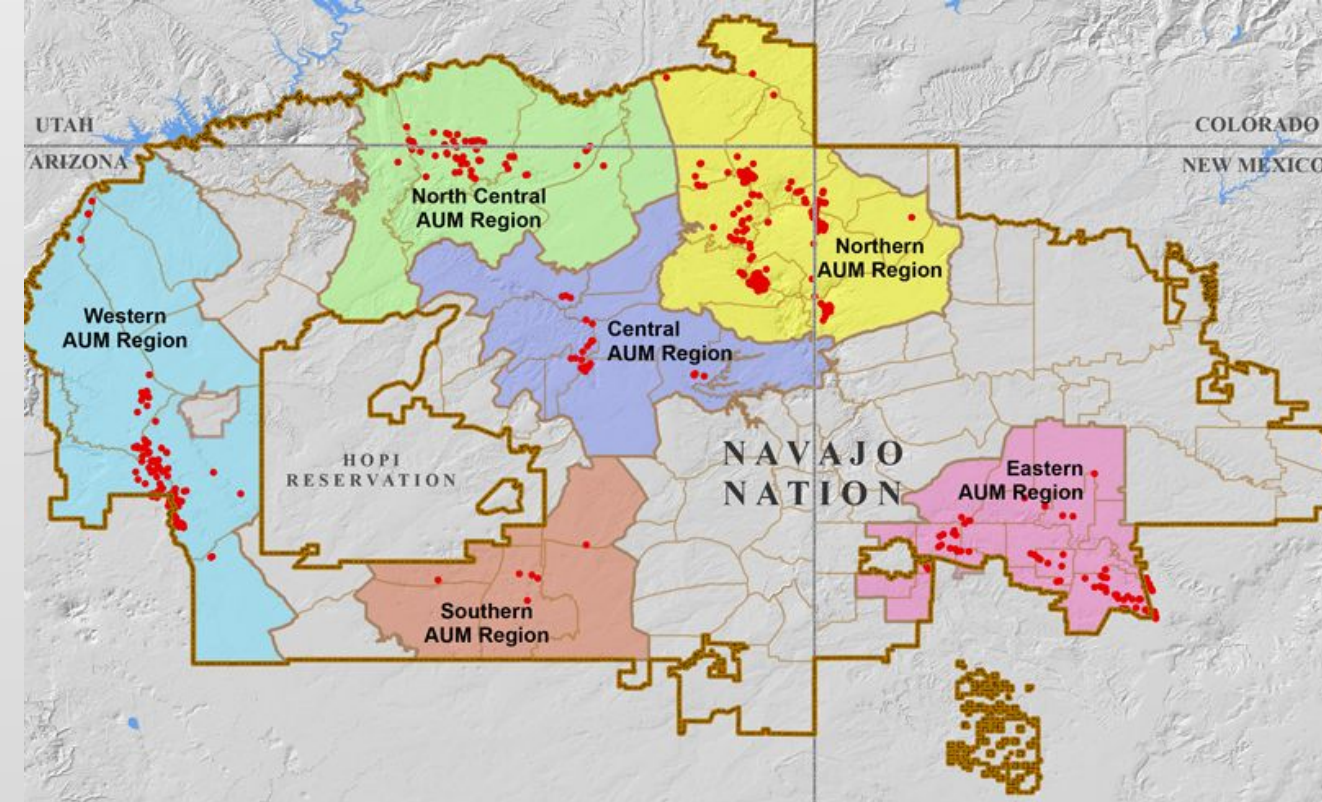 UTAH
ARIZONA
COLORADO
NEW MEXICO
North Central
AUM Region
Northern
AUM Region
Western
AUM Region
Central
AUM Region
HOPI
RESERVATION
NAVAJO
NATION
Eastern
AUM Region
Southern
AUM Region